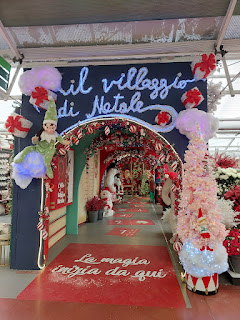 il villaggio
di Natale
La magia
inizia da qui